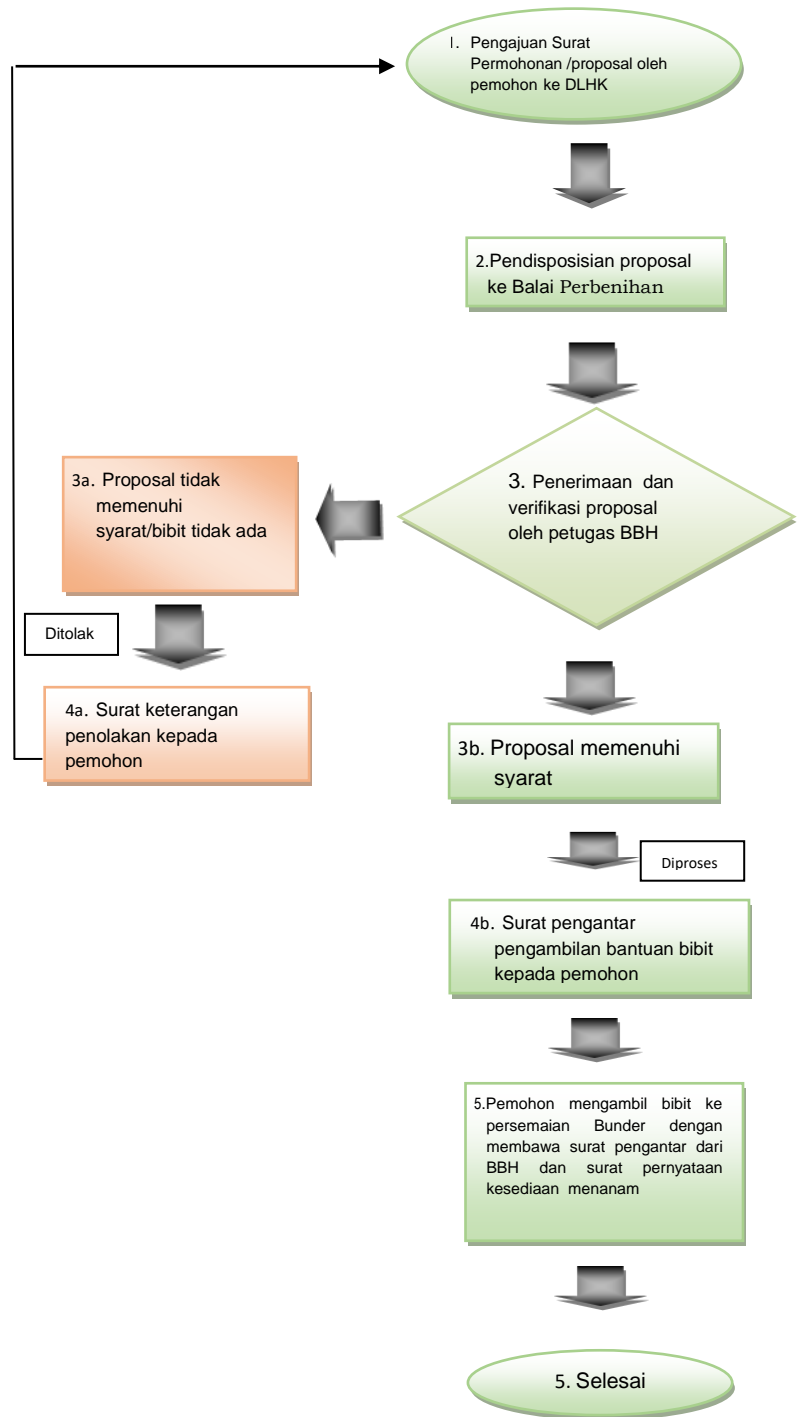 1. Pengajuan Surat
Permohonan /proposal oleh
pemohon ke DLHK
2.Pendisposisian proposal
ke Balai Perbenihan
3. Penerimaan dan
verifikasi proposal
oleh petugas BBH
3a. Proposal tidak
memenuhi
syarat/bibit tidak ada
Ditolak
4a. Surat keterangan
penolakan kepada
pemohon
3b. Proposal memenuhi
syarat
Diproses
4b. Surat pengantar
pengambilan bantuan bibit
kepada pemohon
5.Pemohon mengambil bibit ke
persemaian Bunder dengan
membawa surat pengantar dari
BBH dan surat pernyataan
kesediaan menanam
5. Selesai